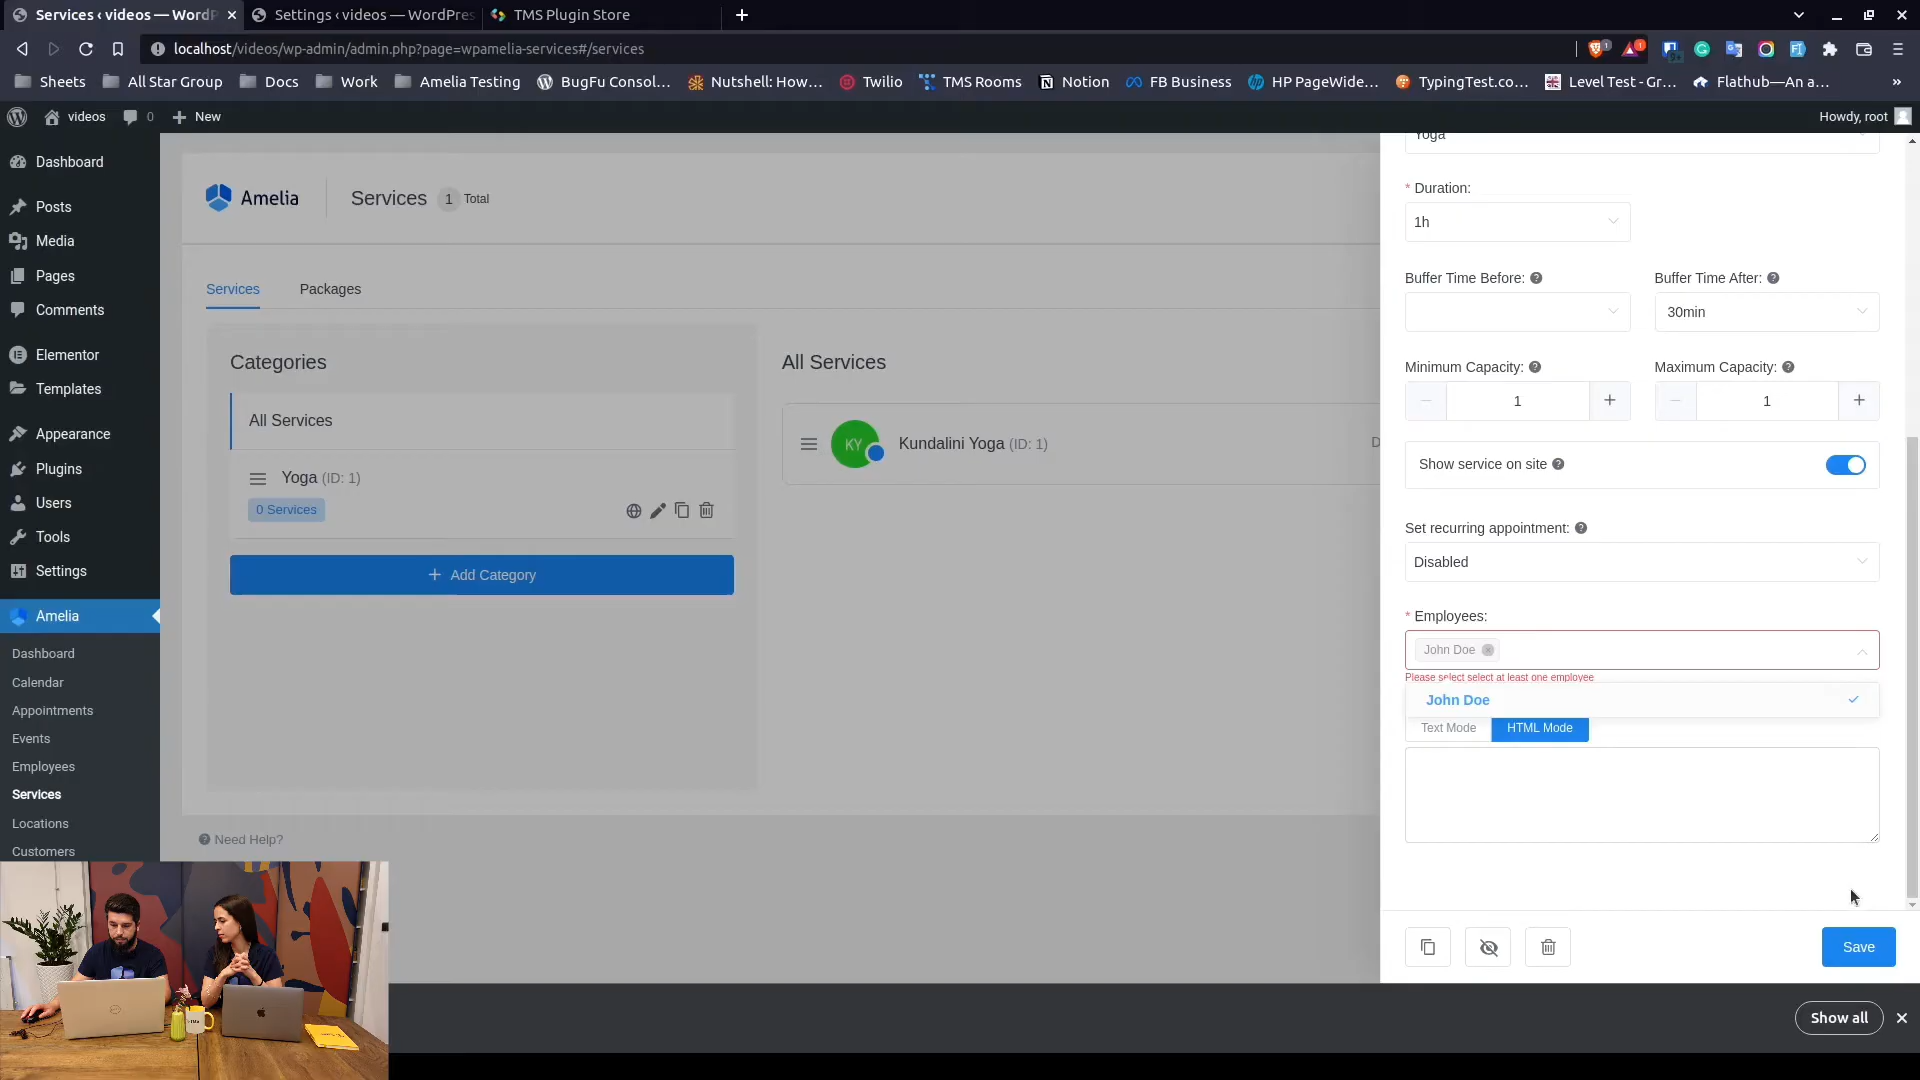 Services ‹ videos — WordP
Settings ‹ videos — WordPres
TMS Plugin Store
localhost/videos/wp-admin/admin.php?page=wpamelia-services#/services
1
1
Sheets
All Star Group
Docs
Work
Amelia Testing
BugFu Consol...
Nutshell: How...
Twilio
TMS Rooms
Notion
FB Business
HP PageWide...
TypingTest.co...
Level Test - Gr...
Flathub—An a...
»
videos
0
New
Howdy, root
Dashboard
Posts
Media
Pages
Comments
Elementor
Templates
Appearance
Plugins
Users
Tools
Settings
Amelia
Dashboard
Calendar
Appointments
Events
Employees
Services
Locations
Customers
Amelia
Services 1 Total
Services
Packages
Categories
All Services
Yoga (ID: 1)
0 Services
+ Add Category
All Services
KY
Kundalini Yoga (ID: 1)
D
Need Help?
Yoga
* Duration:
1h
Buffer Time Before:
Buffer Time After:
30min
Minimum Capacity:
Maximum Capacity:
1
1
Show service on site
Set recurring appointment:
Disabled
* Employees:
John Doe
Please select select at least one employee
John Doe
Text Mode
HTML Mode
Save
Show all